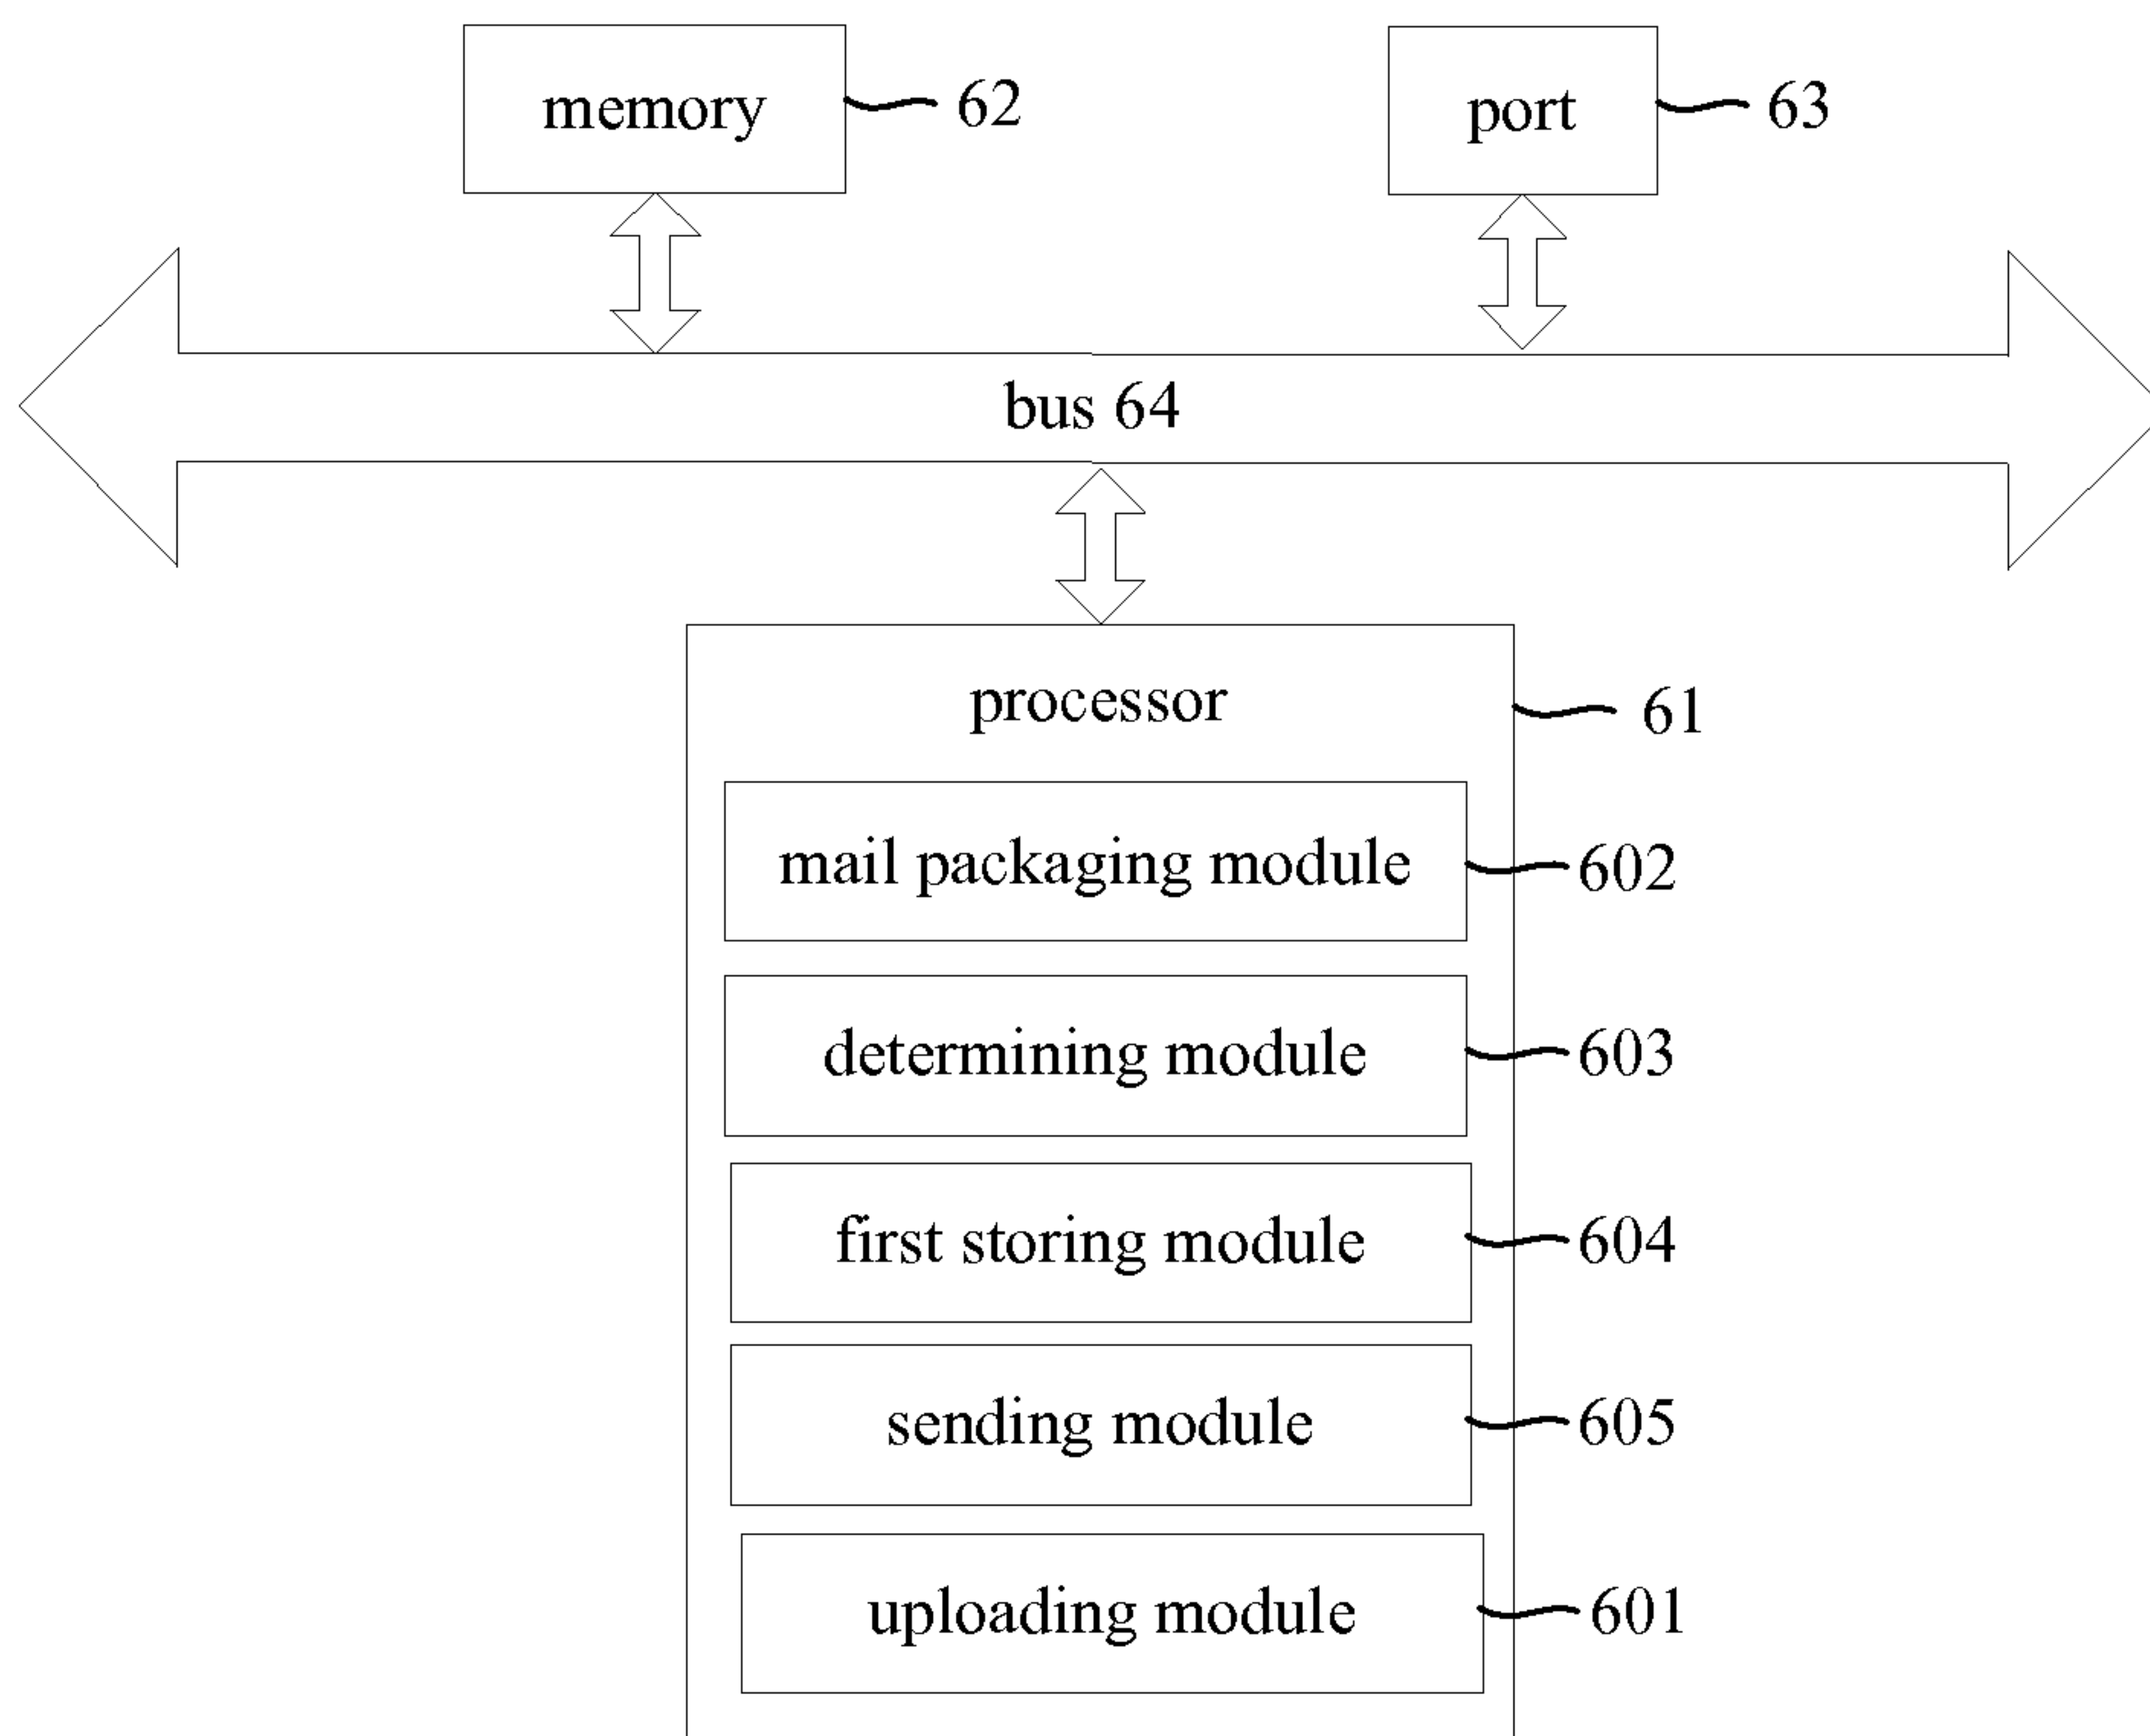 memory 62
port 63
bus 64
processor 61
mail packaging module 602
determining module 603
first storing module 604
sending module 605
uploading module 601